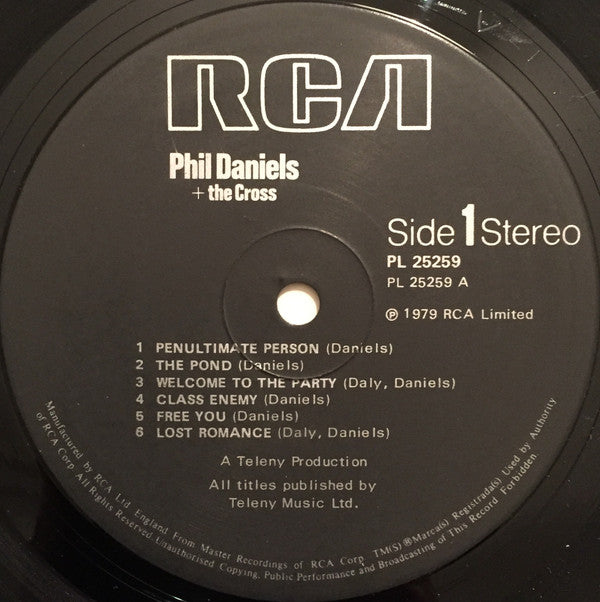 RCA
Phil Daniels
+ the Cross
Side 1 Stereo
PL 25259
PL 25259 A
℗ 1979 RCA Limited
1 PENULTIMATE PERSON (Daniels)
2 THE POND (Daniels)
3 WELCOME TO THE PARTY (Daly, Daniels)
4 CLASS ENEMY (Daniels)
5 FREE YOU (Daniels)
6 LOST ROMANCE (Daly, Daniels)
A Teleny Production
All titles published by
Teleny Music Ltd.
Manufactured by RCA Ltd England From Master Recordings of RCA Corp TM(S) ® Marca(s) Registrada(s) Used by Authority
of RCA Corp All Rights Reserved Unauthorised Copying, Public Performance and Broadcasting of This Record Forbidden